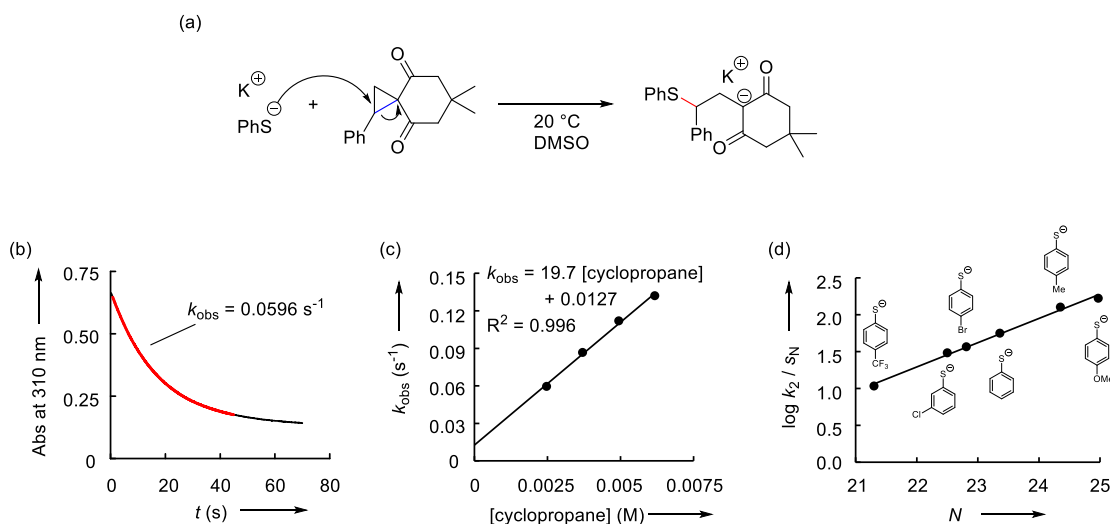 (a)
K⊕
PhS⊖
+
O
O
Ph
20 °C
DMSO
K⊕
PhS
Ph
O
O
⊖
(b)
Abs at 310 nm
0.75
0.50
0.25
0
0 20 40 60 80
t (s)
kobs = 0.0596 s-1
(c)
kobs (s-1)
0.15
0.12
0.09
0.06
0.03
0
0 0.0025 0.005 0.0075
[cyclopropane] (M)
kobs = 19.7 [cyclopropane]
+ 0.0127
R2 = 0.996
(d)
log k2 / sN
2.5
2.0
1.5
1.0
0.5
0.0
21 22 23 24 25
N
S⊖
CF3
S⊖
Cl
S⊖
Br
S⊖
S⊖
Me
S⊖
OMe